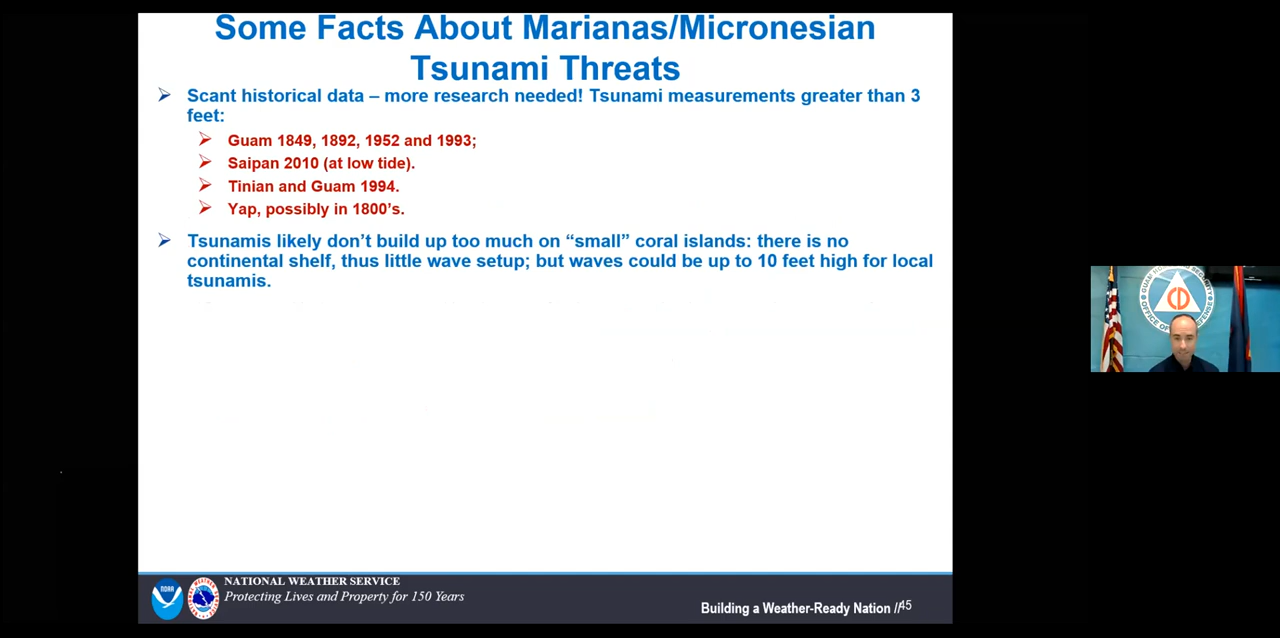 Some Facts About Marianas/Micronesian
Tsunami Threats
Scant historical data – more research needed! Tsunami measurements greater than 3
feet:
Guam 1849, 1892, 1952 and 1993;
Saipan 2010 (at low tide).
Tinian and Guam 1994.
Yap, possibly in 1800’s.
Tsunamis likely don’t build up too much on “small” coral islands: there is no
continental shelf, thus little wave setup; but waves could be up to 10 feet high for local
tsunamis.
CD
NOAA
NATIONAL WEATHER SERVICE
Protecting Lives and Property for 150 Years
Building a Weather-Ready Nation // 45